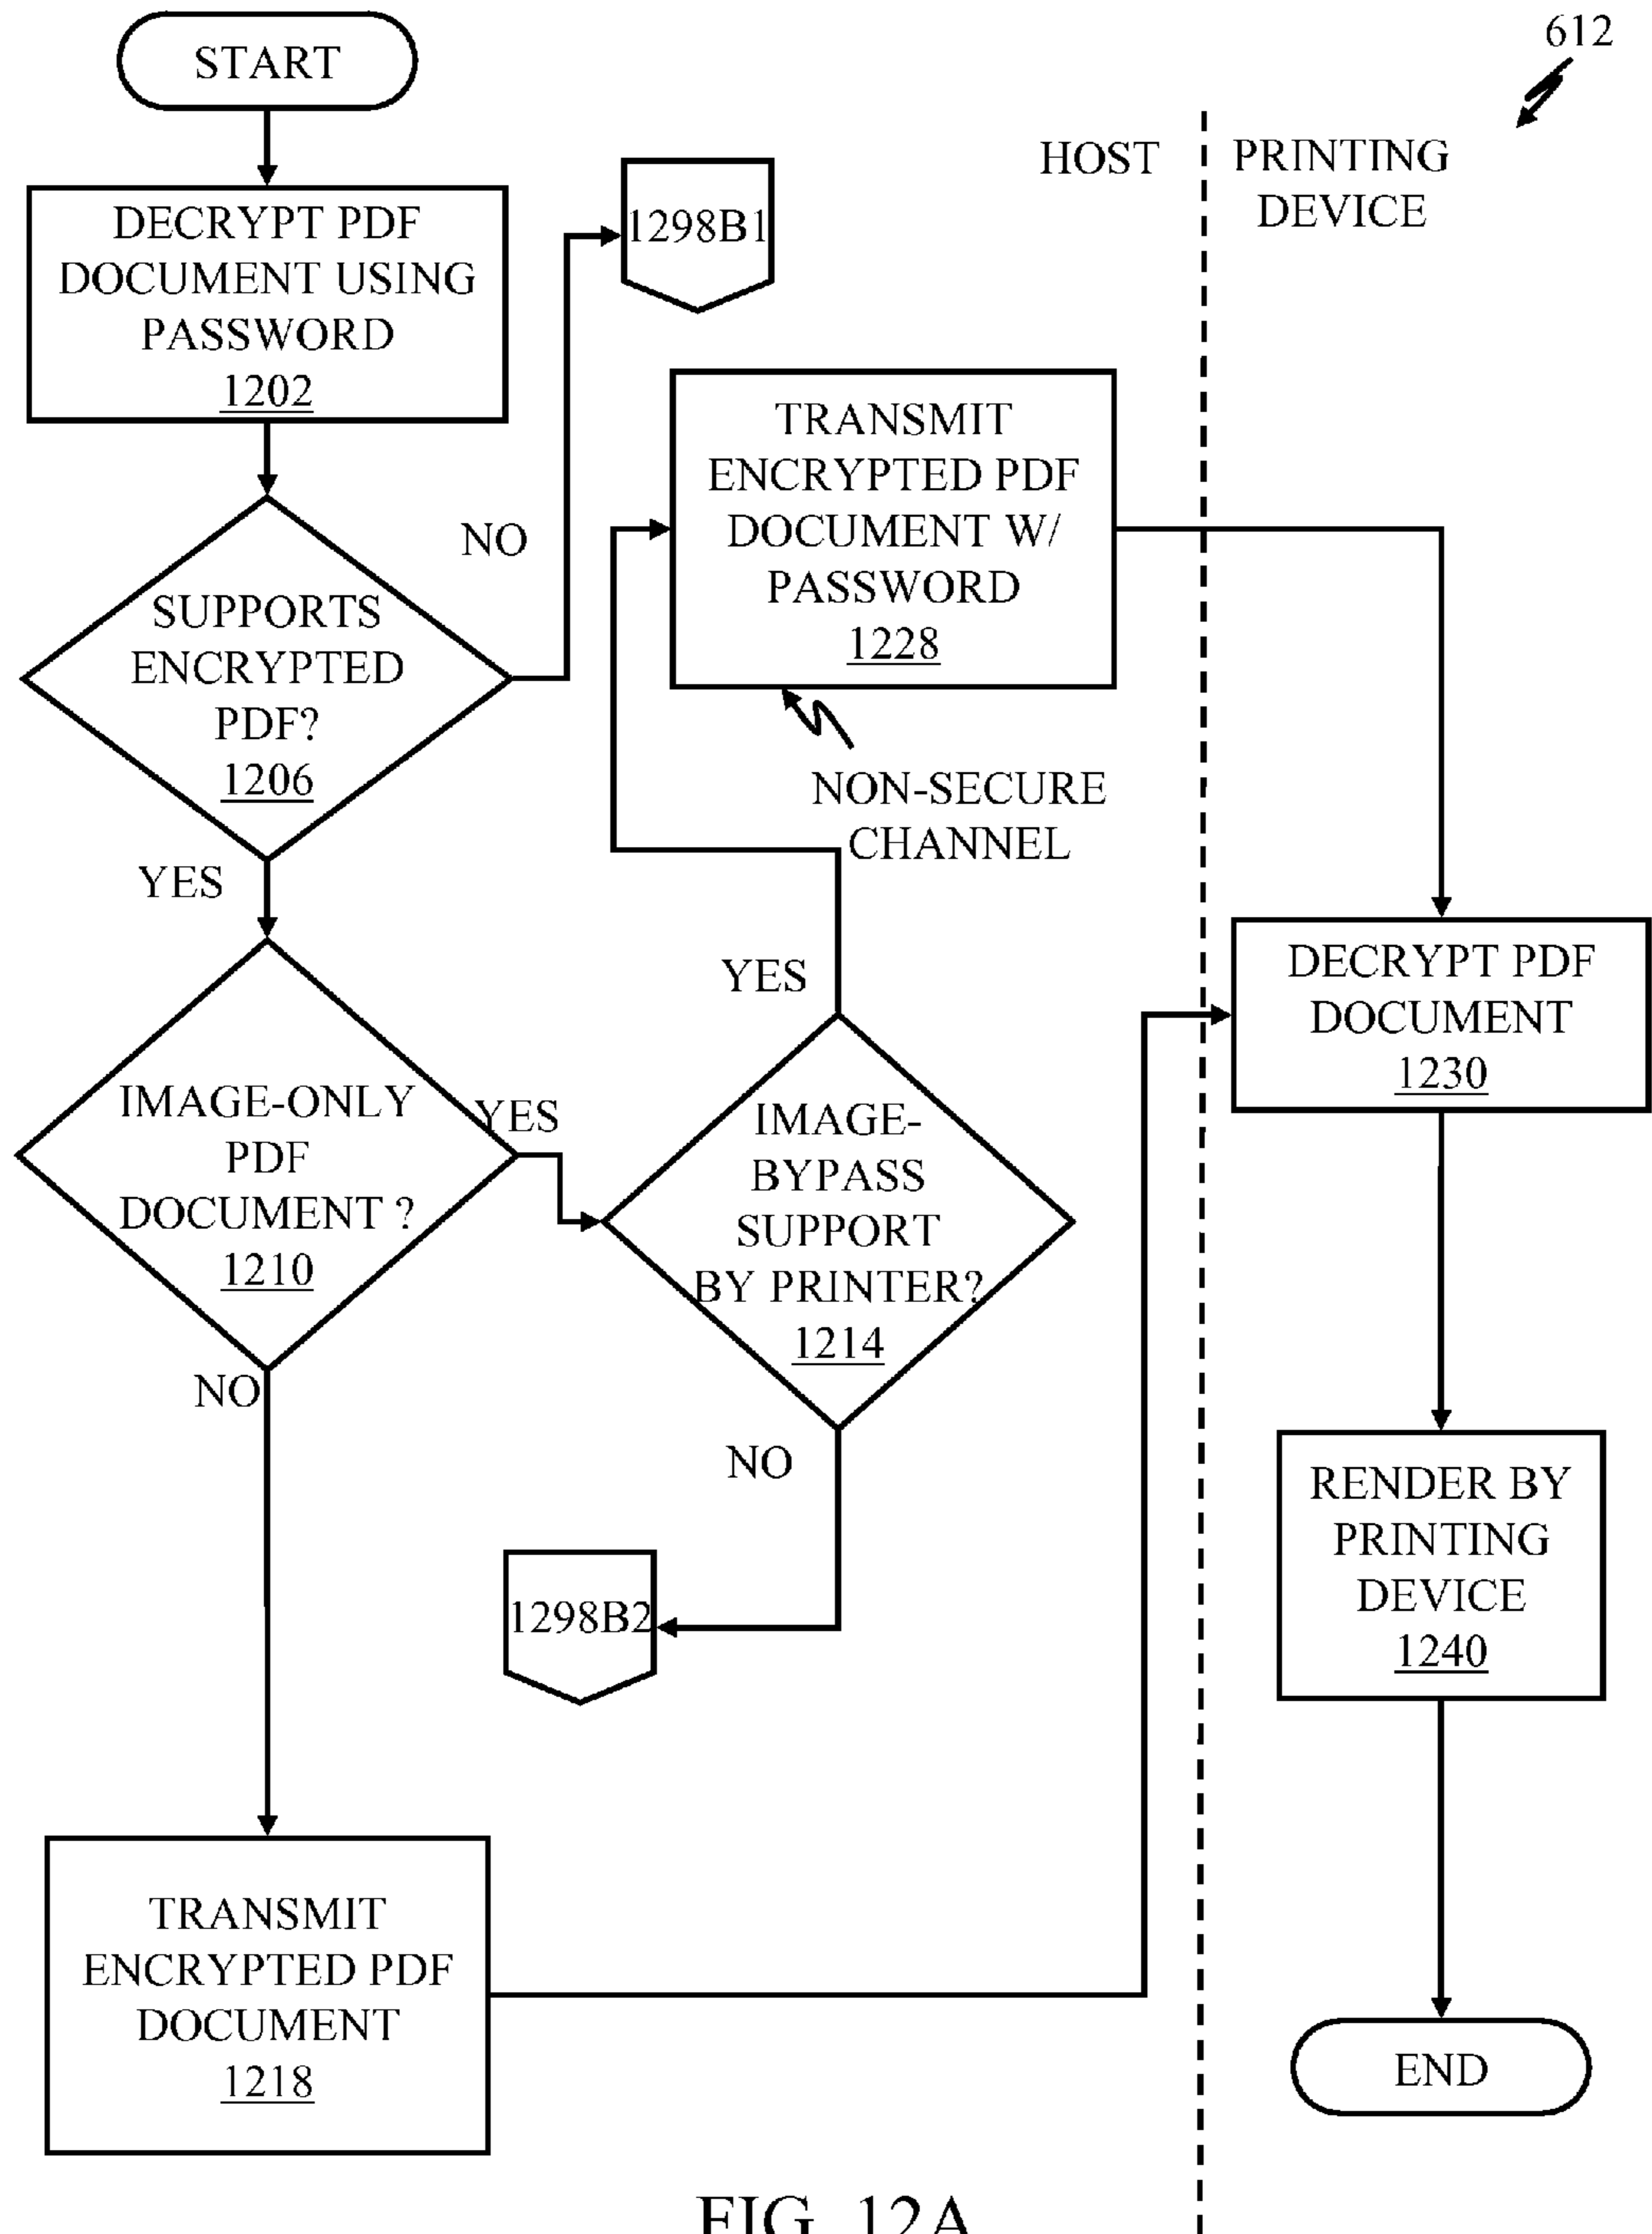 START
612
HOST
PRINTING
DEVICE
DECRYPT PDF
DOCUMENT USING
PASSWORD
1202
1298B1
TRANSMIT
ENCRYPTED PDF
DOCUMENT W/
PASSWORD
1228
NO
SUPPORTS
ENCRYPTED
PDF?
1206
NON-SECURE
CHANNEL
YES
YES
DECRYPT PDF
DOCUMENT
1230
IMAGE-ONLY
PDF
DOCUMENT ?
1210
YES
IMAGE-
BYPASS
SUPPORT
BY PRINTER?
1214
NO
NO
RENDER BY
PRINTING
DEVICE
1240
1298B2
TRANSMIT
ENCRYPTED PDF
DOCUMENT
1218
END
FIG. 12A